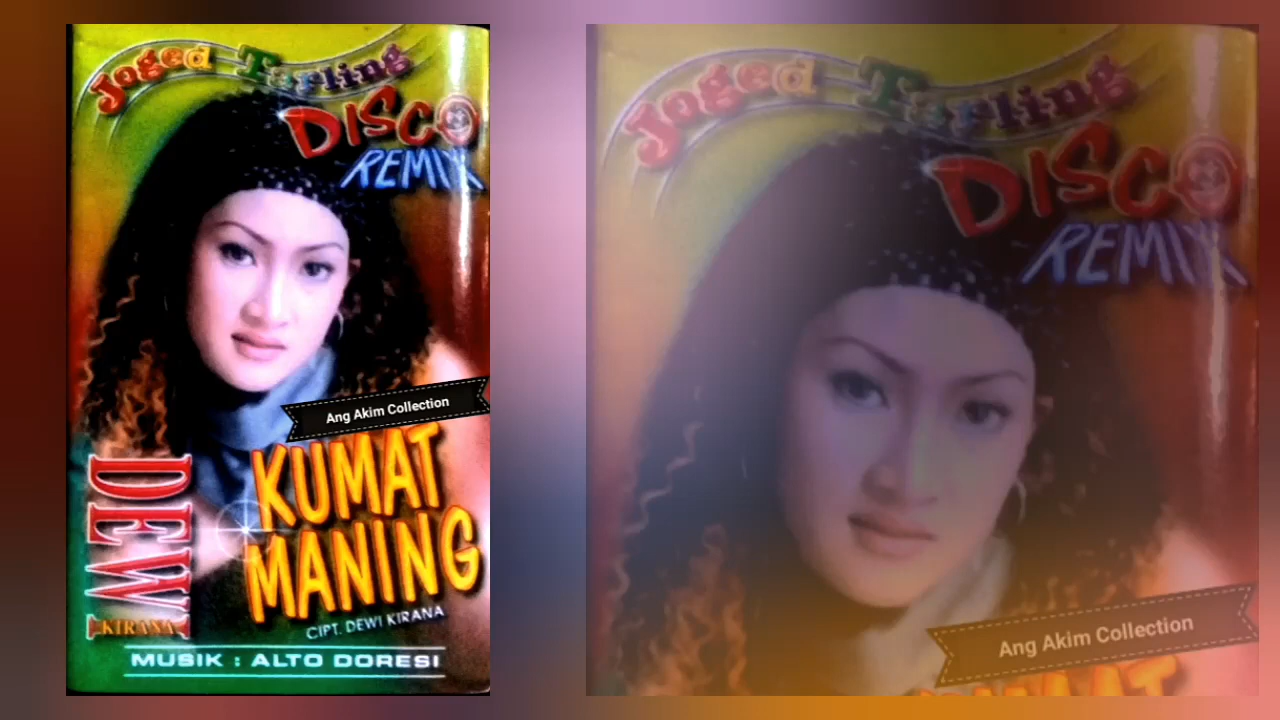 Joged Tarling
DISCO
REMIX
Ang Akim Collection
KUMAT
MANING
CIPT. DEWI KIRANA
DEWI
KIRANA
MUSIK : ALTO DORESI
Joged Tarling
DISCO
REMIX
Ang Akim Collection
KUMAT